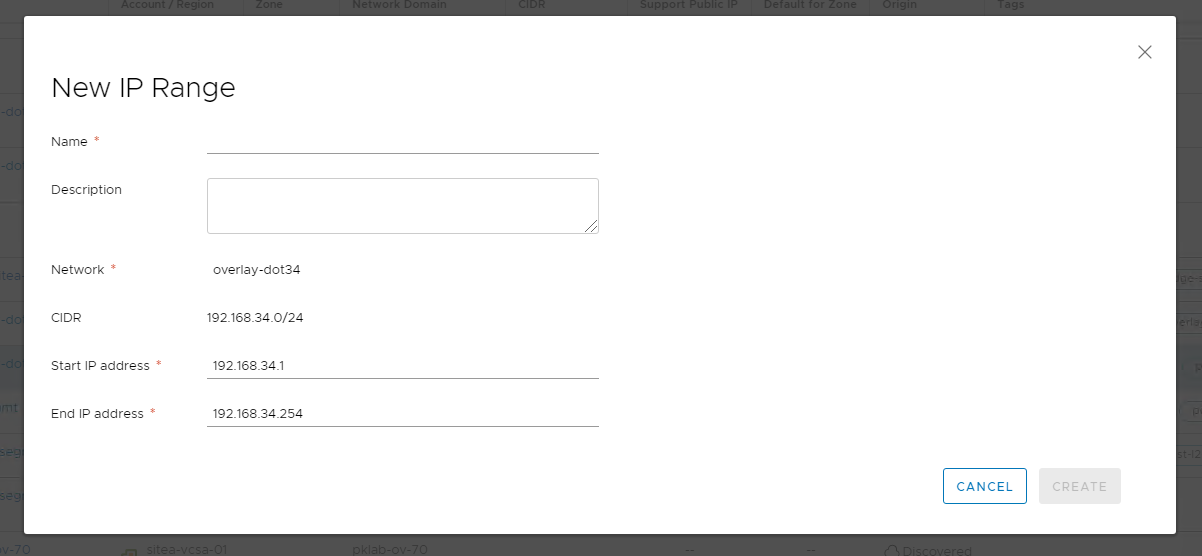 Account / Region Zone Network Domain CIDR Support Public IP Default for Zone Origin Tags
New IP Range
Name *
Description
Network * overlay-dot34
CIDR 192.168.34.0/24
Start IP address * 192.168.34.1
End IP address * 192.168.34.254
CANCEL CREATE
ov-70 sitea-vcsa-01 pklab-ov-70 -- -- Discovered